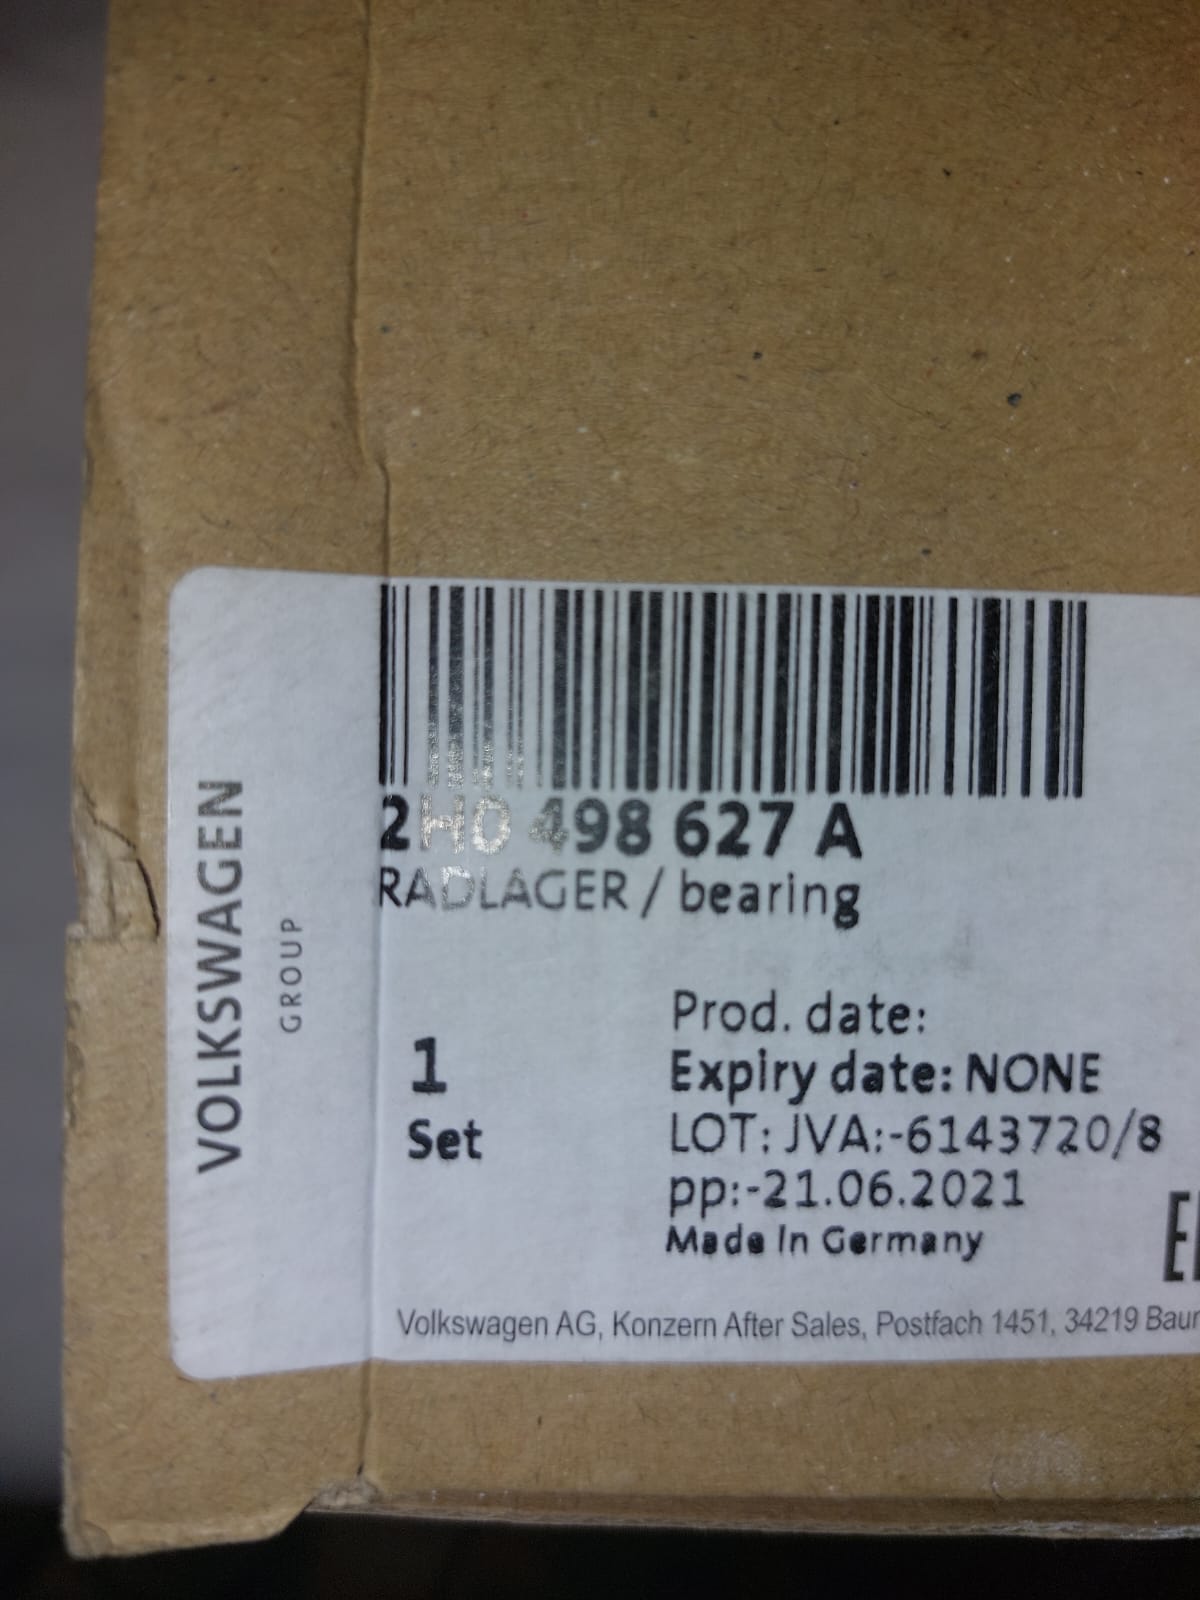 VOLKSWAGEN
GROUP
2H0 498 627 A
RADLAGER / bearing
1
Set
Prod. date:
Expiry date: NONE
LOT: JVA:-6143720/8
pp:-21.06.2021
Made In Germany
Volkswagen AG, Konzern After Sales, Postfach 1451, 34219